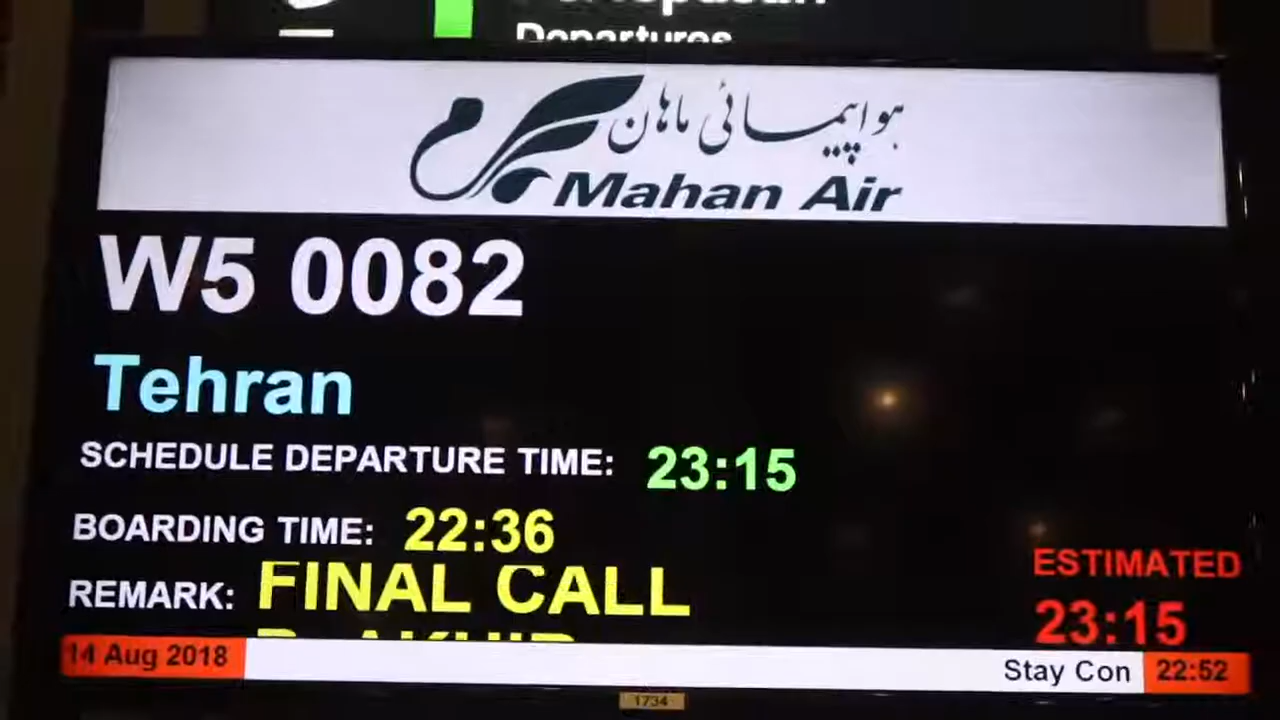 Departures
هواپیمائی ماهان
Mahan Air
W5 0082
Tehran
SCHEDULE DEPARTURE TIME: 23:15
BOARDING TIME: 22:36
REMARK: FINAL CALL
ESTIMATED
23:15
14 Aug 2018
Stay Con
22:52
1734